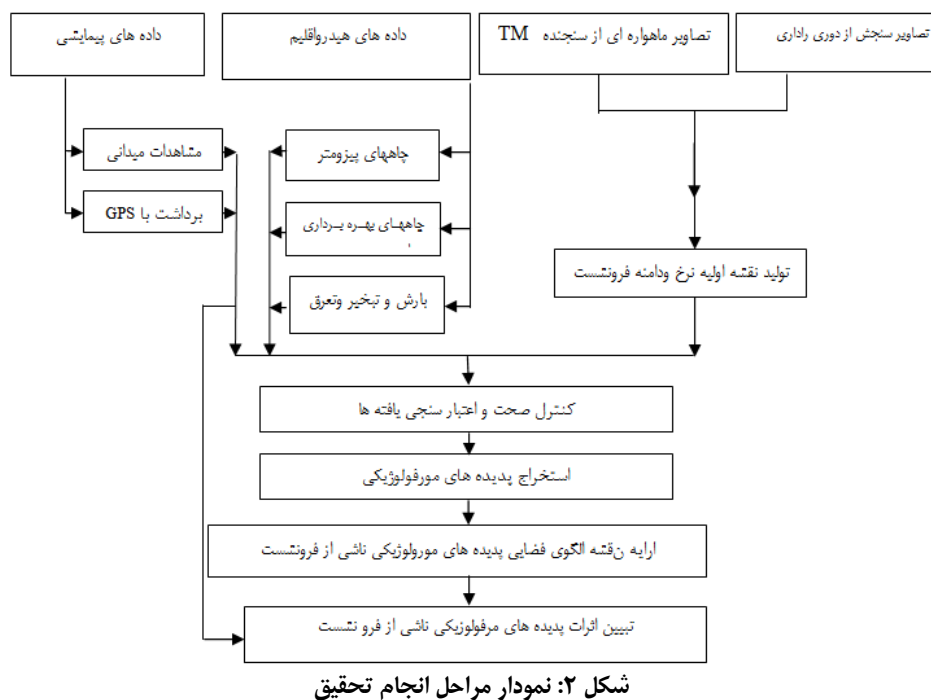 تصاویر سنجش از دوری راداری
تصاویر ماهواره ای از سنجنده TM
داده های هیدرواقلیم
داده های پیمایشی
چاههای پیزومتر
مشاهدات میدانی
چاههای بهره برداری
برداشت با GPS
تولید نقشه اولیه نرخ ودامنه فرونشست
بارش و تبخیر وتعرق
کنترل صحت و اعتبار سنجی یافته ها
استخراج پدیده های مورفولوژیکی
ارایه نقشه الگوی فضایی پدیده های مورولوژیکی ناشی از فرونشست
تبیین اثرات پدیده های مرفولوزیکی ناشی از فرو نشست
شکل ۲: نمودار مراحل انجام تحقیق